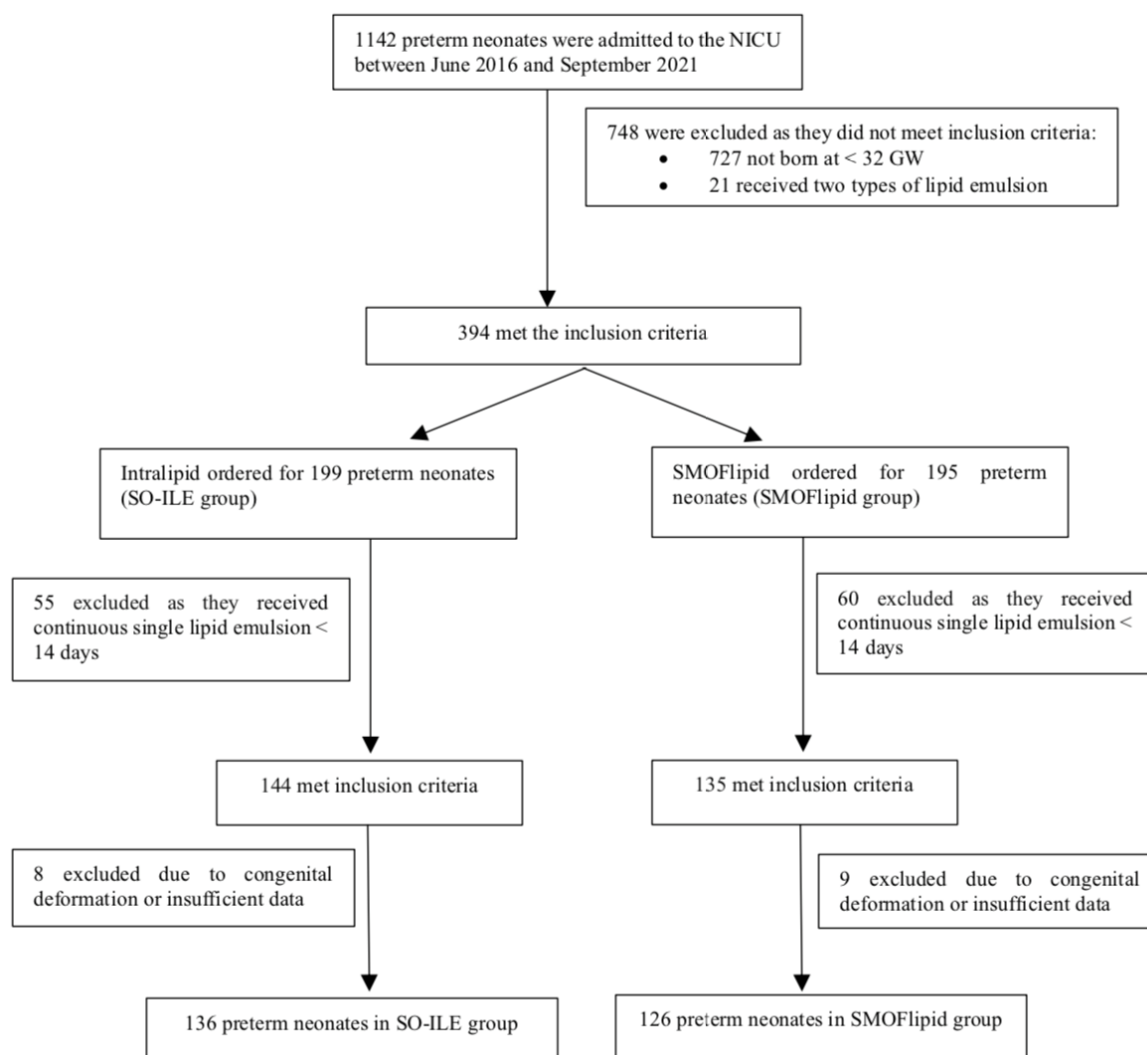 1142 preterm neonates were admitted to the NICU
between June 2016 and September 2021
748 were excluded as they did not meet inclusion criteria:
• 727 not born at < 32 GW
• 21 received two types of lipid emulsion
394 met the inclusion criteria
Intralipid ordered for 199 preterm neonates
(SO-ILE group)
SMOFlipid ordered for 195 preterm
neonates (SMOFlipid group)
55 excluded as they received
continuous single lipid emulsion <
14 days
60 excluded as they received
continuous single lipid emulsion <
14 days
144 met inclusion criteria
135 met inclusion criteria
8 excluded due to congenital
deformation or insufficient data
9 excluded due to congenital
deformation or insufficient data
136 preterm neonates in SO-ILE group
126 preterm neonates in SMOFlipid group